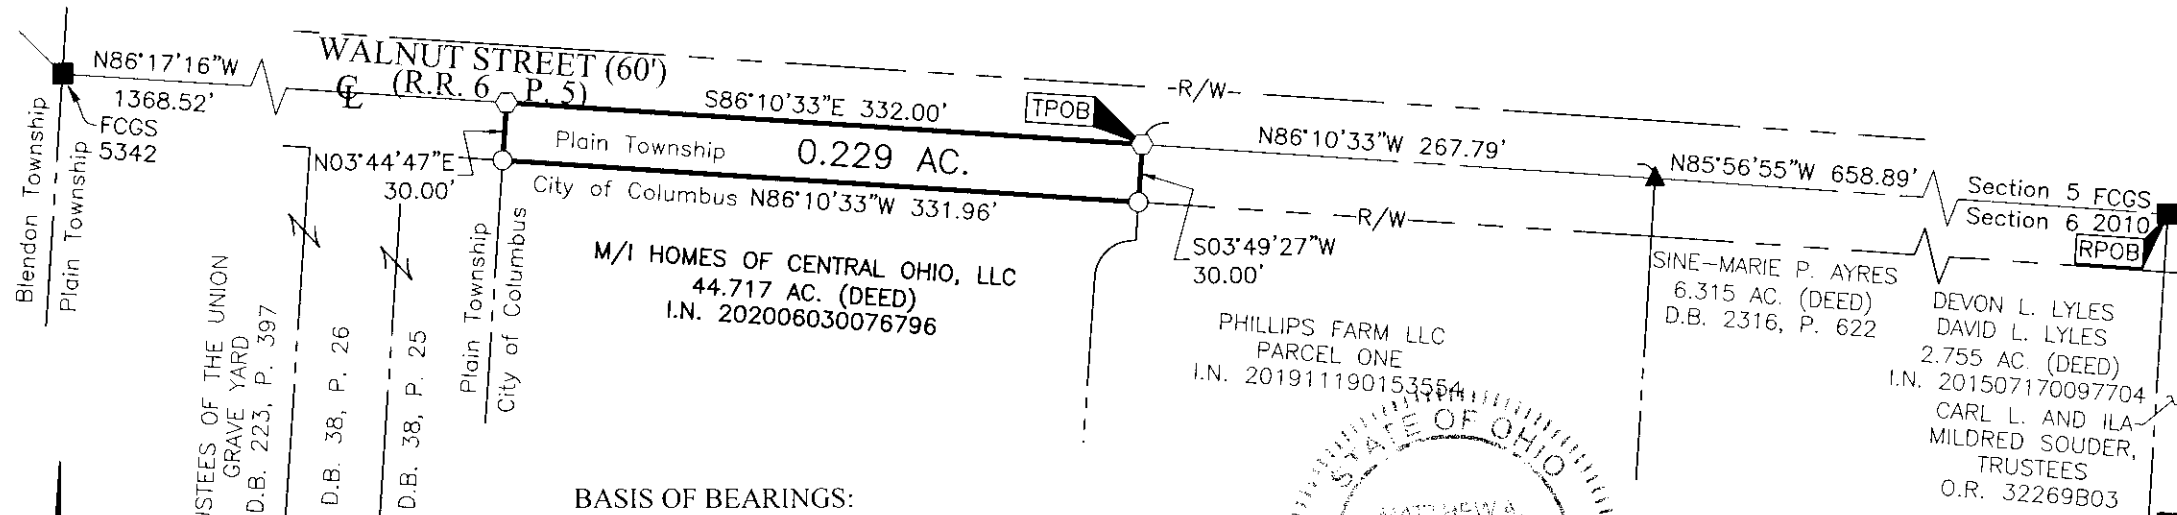 N86°17'16"W
1368.52'
FCGS
5342
Blendon Township
Plain Township
WALNUT STREET (60')
℄ (R.R. 6 P. 5)
S86°10'33"E 332.00'
TPOB
-R/W-
N86°10'33"W 267.79'
N85°56'55"W 658.89'
Section 5 FCGS
Section 6 2010
RPOB
N03°44'47"E
30.00'
Plain Township
0.229 AC.
City of Columbus N86°10'33"W 331.96'
-R/W-
S03°49'27"W
30.00'
Plain Township
City of Columbus
M/I HOMES OF CENTRAL OHIO, LLC
44.717 AC. (DEED)
I.N. 202006030076796
PHILLIPS FARM LLC
PARCEL ONE
I.N. 201911190153554
SINE-MARIE P. AYRES
6.315 AC. (DEED)
D.B. 2316, P. 622
DEVON L. LYLES
DAVID L. LYLES
2.755 AC. (DEED)
I.N. 201507170097704
CARL L. AND ILA
MILDRED SOUDER,
TRUSTEES
O.R. 32269B03
STEES OF THE UNION
GRAVE YARD
D.B. 223, P. 397
D.B. 38, P. 26
D.B. 38, P. 25
BASIS OF BEARINGS:
STATE OF OHIO
MATTHEW A.